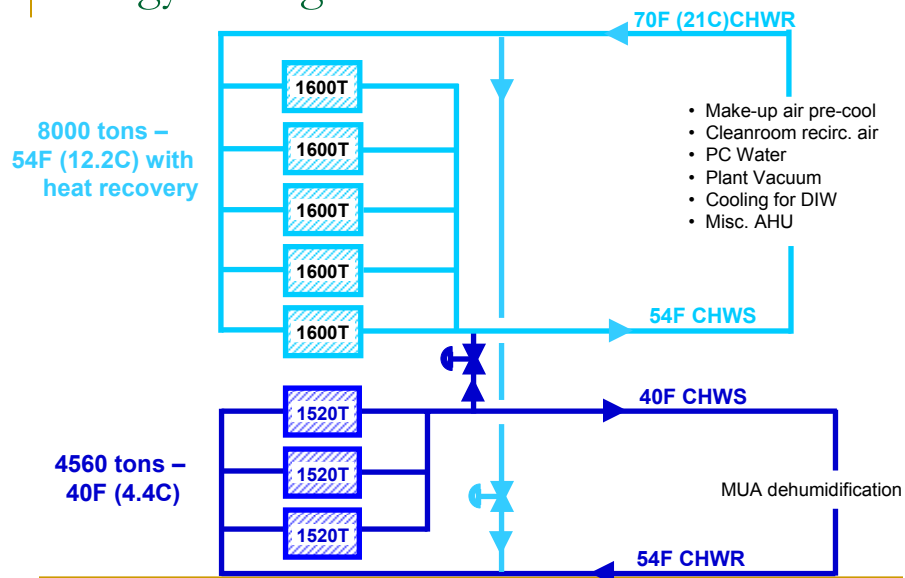 70F (21C)CHWR
1600T
8000 tons –
54F (12.2C) with
heat recovery
1600T
1600T
1600T
1600T
• Make-up air pre-cool
• Cleanroom recirc. air
• PC Water
• Plant Vacuum
• Cooling for DIW
• Misc. AHU
54F CHWS
40F CHWS
1520T
4560 tons –
40F (4.4C)
1520T
1520T
MUA dehumidification
54F CHWR